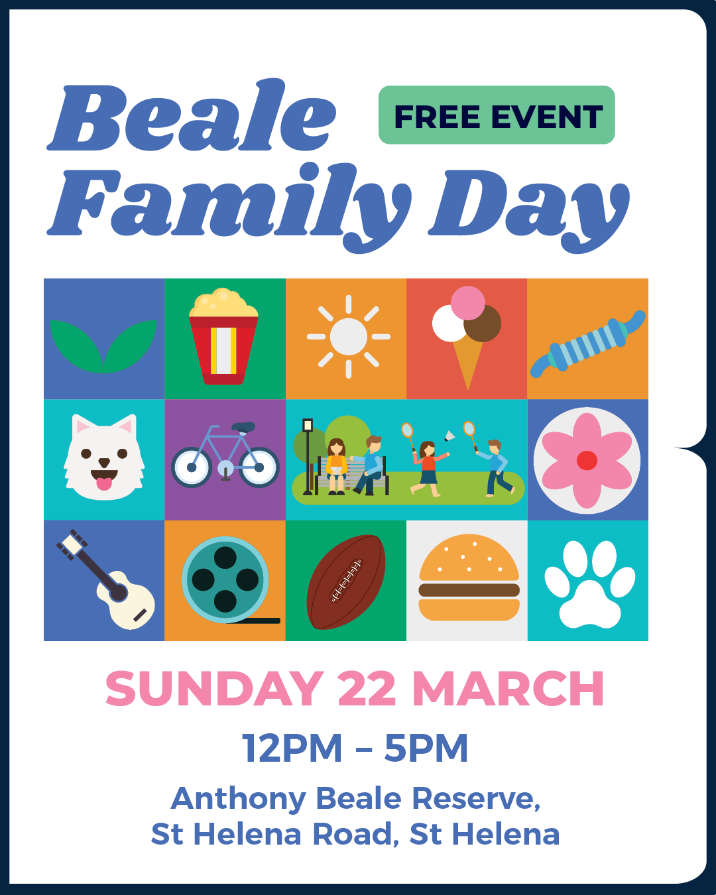 Beale
FREE EVENT
Family Day
SUNDAY 22 MARCH
12PM – 5PM
Anthony Beale Reserve,
St Helena Road, St Helena